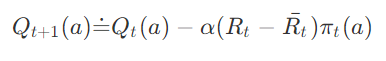 Q_{t+1}(a)≐Q_t(a) − α(R_t − R̄_t)π_t(a)